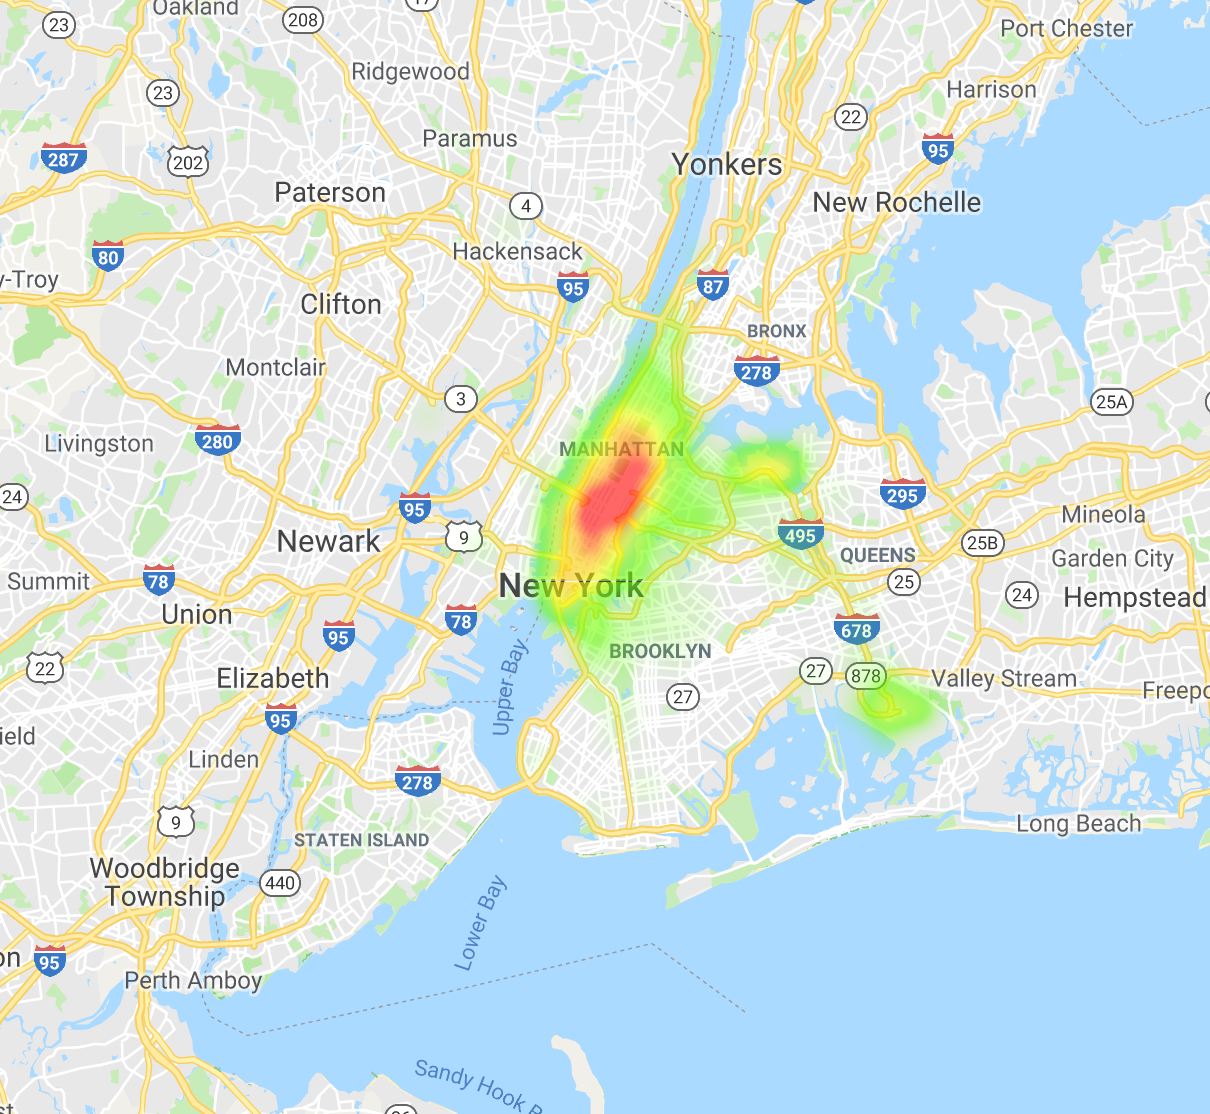 Oakland
17
23
208
Port Chester
Ridgewood
23
Harrison
22
Paramus
95
287
202
Yonkers
Paterson
New Rochelle
4
Hackensack
80
y-Troy
95
87
Clifton
BRONX
Montclair
278
3
25A
Livingston
280
MANHATTAN
24
95
295
Mineola
495
Newark
9
25B
QUEENS
Garden City
Summit
78
New York
25
24
Hempstead
Union
78
95
678
BROOKLYN
22
Elizabeth
27
878
Valley Stream
27
Freepo
Upper Bay
95
ield
Linden
278
9
Long Beach
STATEN ISLAND
Woodbridge
Township
440
Lower Bay
on
95
Perth Amboy
Sandy Hook
36